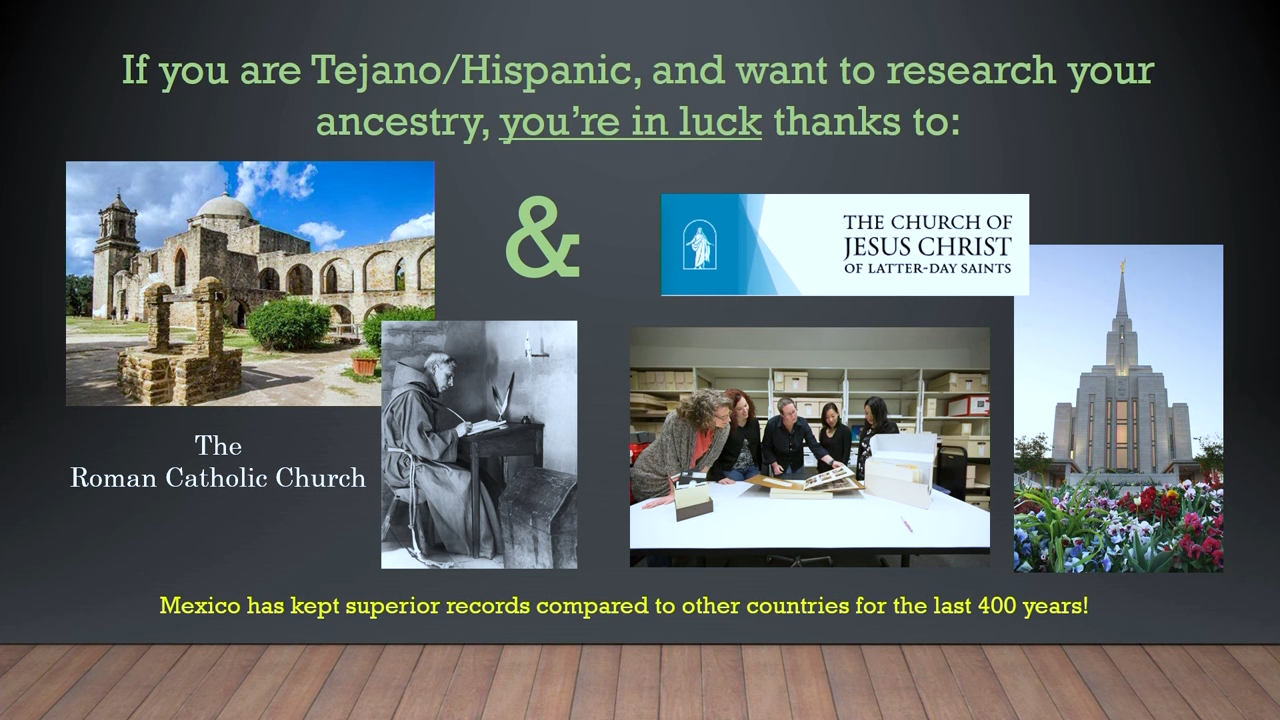 If you are Tejano/Hispanic, and want to research your
ancestry, you’re in luck thanks to:
&
THE CHURCH OF
JESUS CHRIST
OF LATTER-DAY SAINTS
The
Roman Catholic Church
Mexico has kept superior records compared to other countries for the last 400 years!